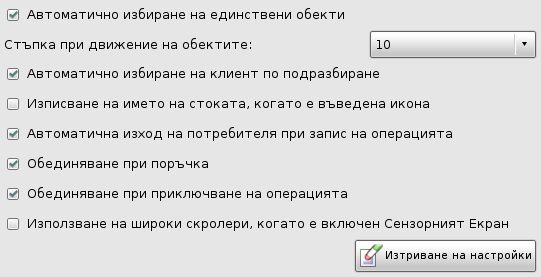 Автоматично избиране на единствени обекти
Стъпка при движение на обектите: 10
Автоматично избиране на клиент по подразбиране
Изписване на името на стоката, когато е въведена икона
Автоматична изход на потребителя при запис на операцията
Обединяване при поръчка
Обединяване при приключване на операцията
Използване на широки скролери, когато е включен Сензорният Екран
Изтриване на настройки